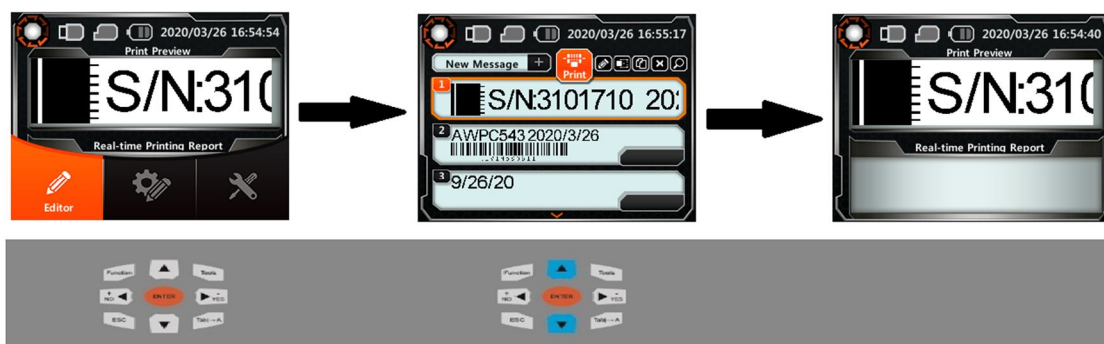 2020/03/26 16:54:54
Print Preview
S/N:310
Real-time Printing Report
Editor
2020/03/26 16:55:17
New Message +
Print
1
S/N:3101710 202
2
AWPC543 2020/3/26
3
9/26/20
2020/03/26 16:54:40
Print Preview
S/N:310
Real-time Printing Report
Function
Tools
+
NO
ENTER
-
YES
ESC
Function
Tools
+
NO
ENTER
-
YES
ESC